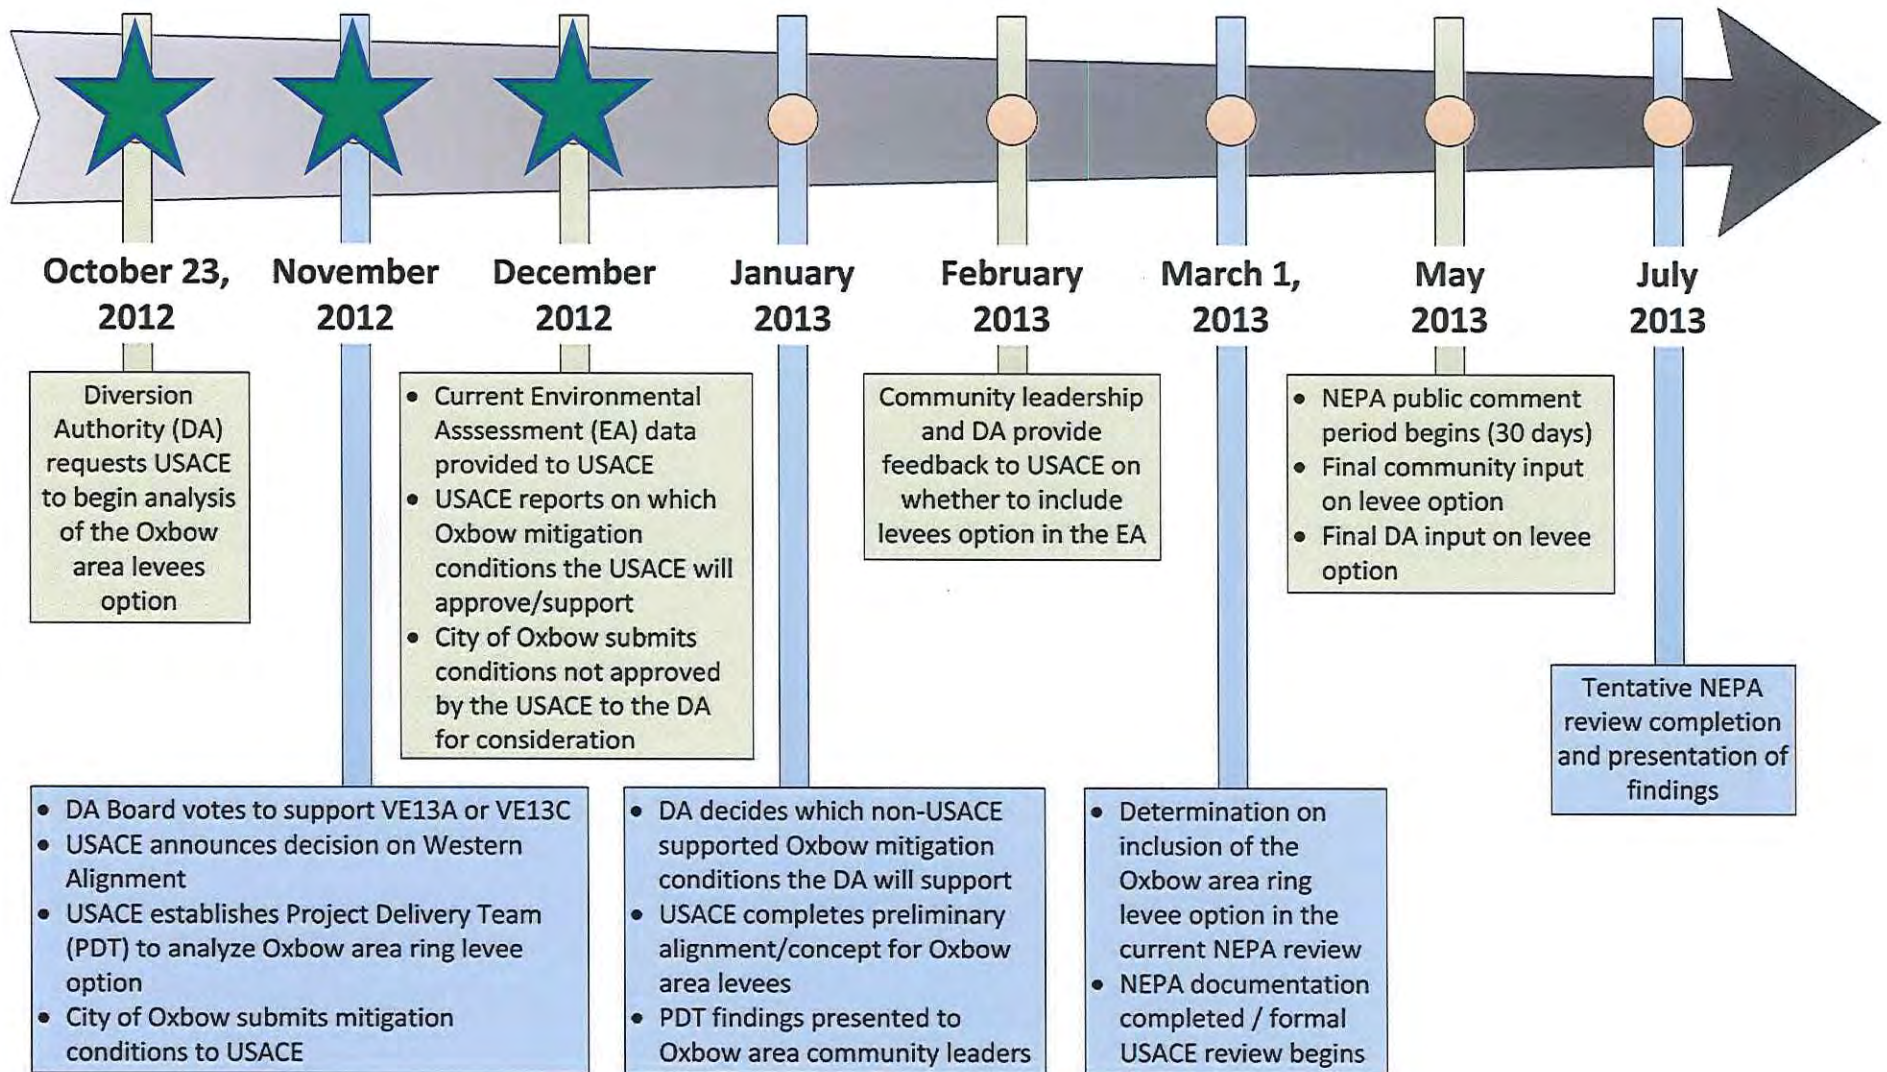 October 23,
2012
November
2012
December
2012
January
2013
February
2013
March 1,
2013
May
2013
July
2013
Diversion
Authority (DA)
requests USACE
to begin analysis
of the Oxbow
area levees
option
• DA Board votes to support VE13A or VE13C
• USACE announces decision on Western
Alignment
• USACE establishes Project Delivery Team
(PDT) to analyze Oxbow area ring levee
option
• City of Oxbow submits mitigation
conditions to USACE
• Current Environmental
Asssessment (EA) data
provided to USACE
• USACE reports on which
Oxbow mitigation
conditions the USACE will
approve/support
• City of Oxbow submits
conditions not approved
by the USACE to the DA
for consideration
• DA decides which non-USACE
supported Oxbow mitigation
conditions the DA will support
• USACE completes preliminary
alignment/concept for Oxbow
area levees
• PDT findings presented to
Oxbow area community leaders
Community leadership
and DA provide
feedback to USACE on
whether to include
levees option in the EA
• Determination on
inclusion of the
Oxbow area ring
levee option in the
current NEPA review
• NEPA documentation
completed / formal
USACE review begins
• NEPA public comment
period begins (30 days)
• Final community input
on levee option
• Final DA input on levee
option
Tentative NEPA
review completion
and presentation of
findings